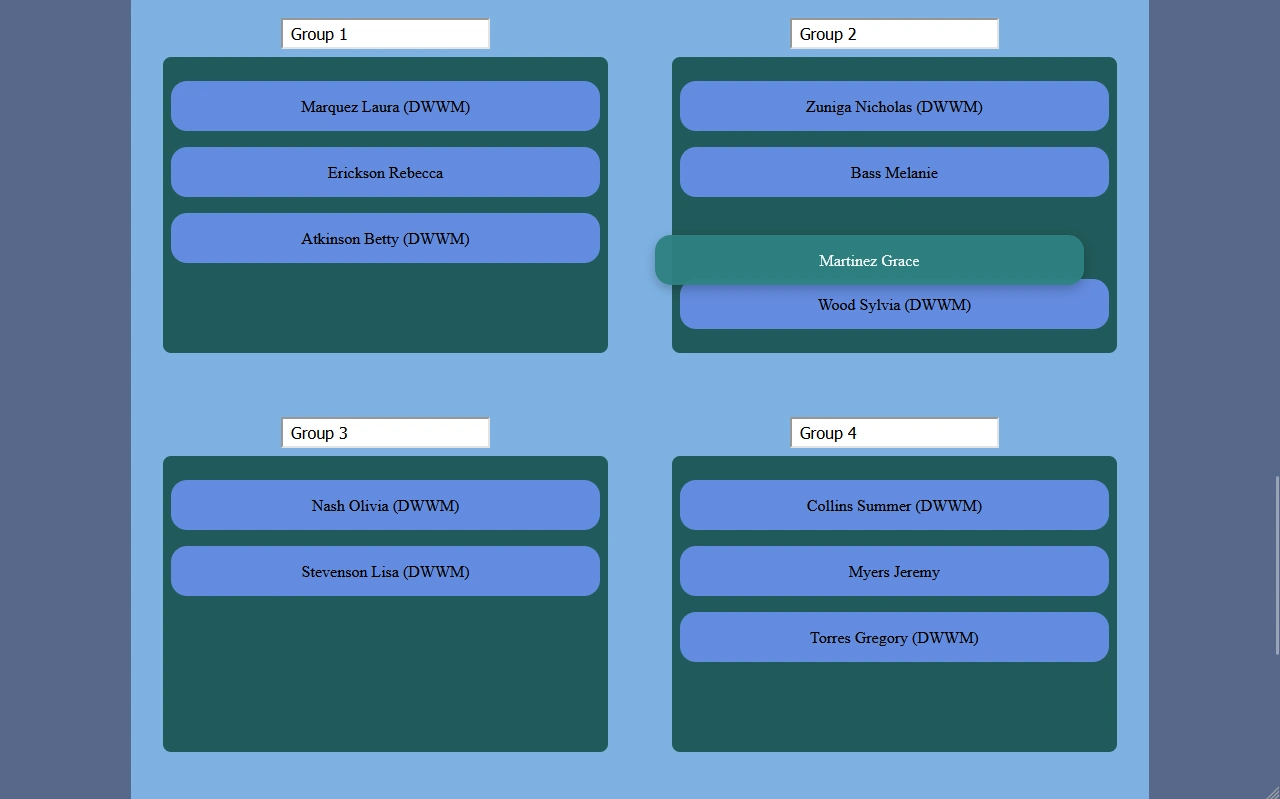 Group 1
Marquez Laura (DWWM)
Erickson Rebecca
Atkinson Betty (DWWM)
Group 2
Zuniga Nicholas (DWWM)
Bass Melanie
Martinez Grace
Wood Sylvia (DWWM)
Group 3
Nash Olivia (DWWM)
Stevenson Lisa (DWWM)
Group 4
Collins Summer (DWWM)
Myers Jeremy
Torres Gregory (DWWM)